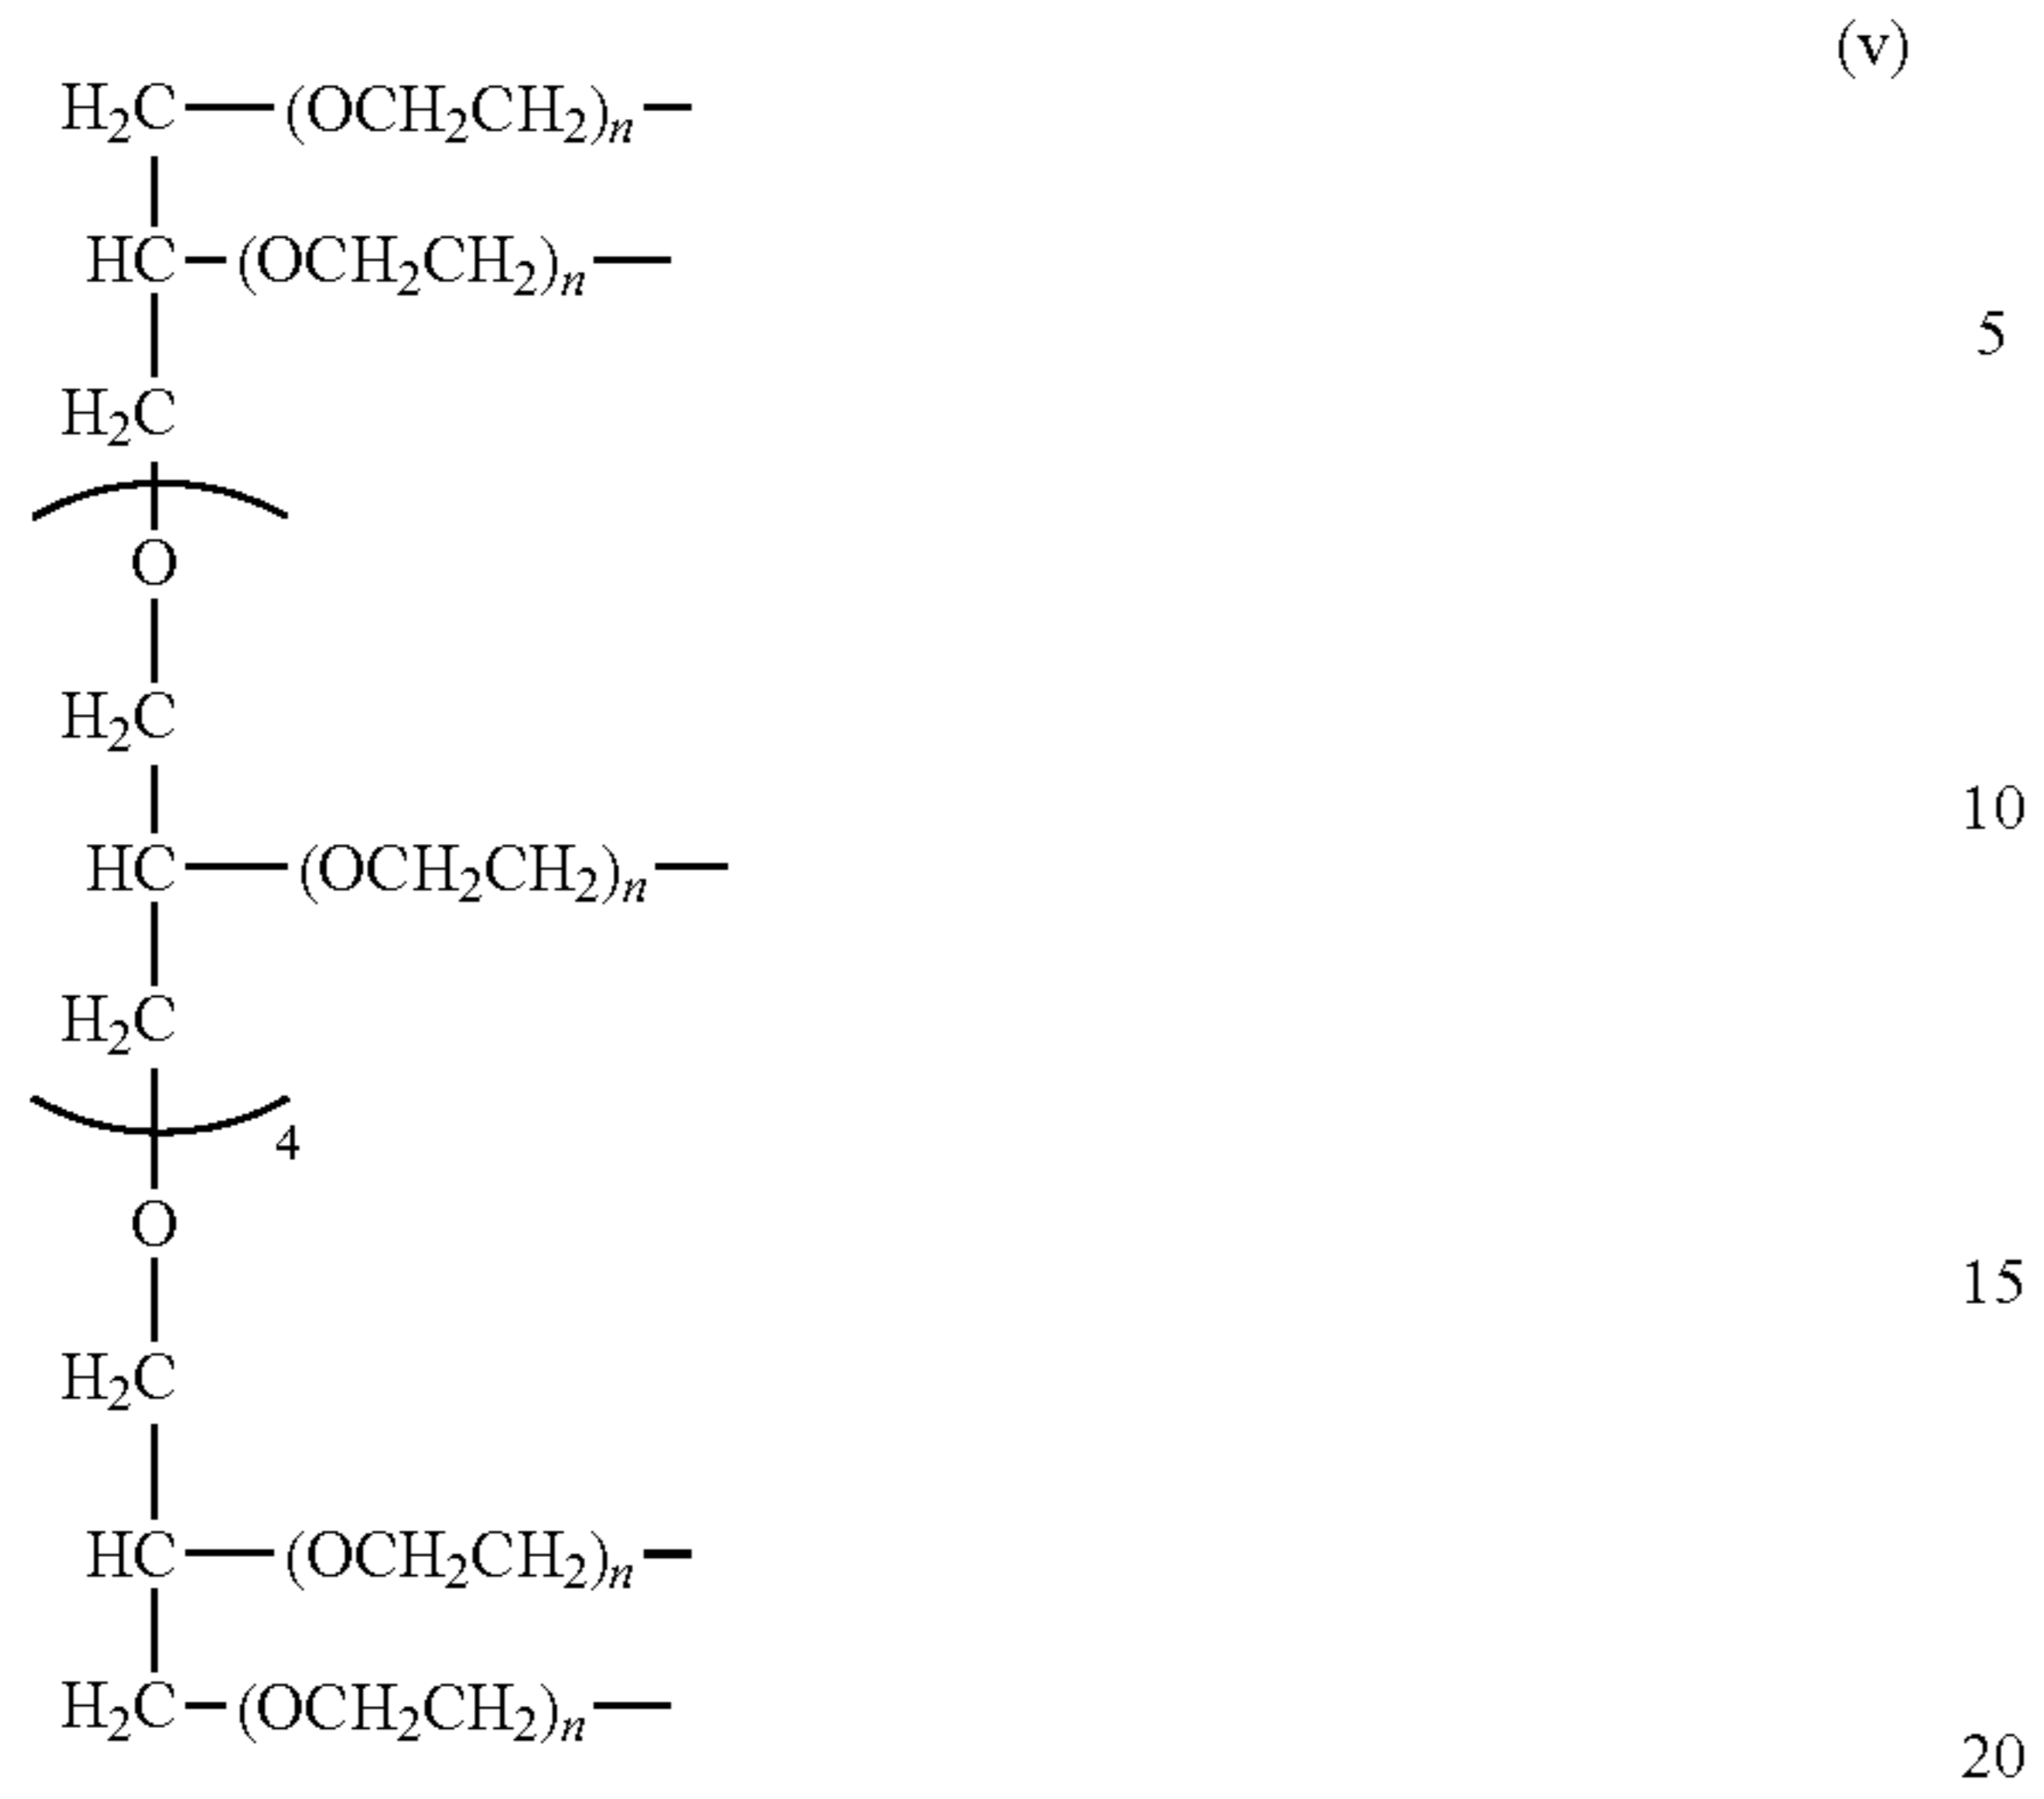 (v)
H₂C—(OCH₂CH₂)ₙ—
HC—(OCH₂CH₂)ₙ—
5
H₂C
O
H₂C
10
HC—(OCH₂CH₂)ₙ—
H₂C
4
O
15
H₂C
HC—(OCH₂CH₂)ₙ—
H₂C—(OCH₂CH₂)ₙ—
20